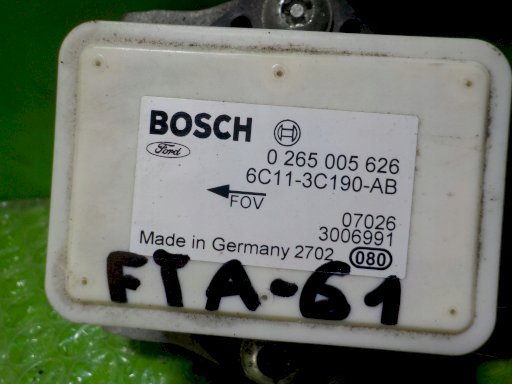 BOSCH
Ford
0 265 005 626
6C11-3C190-AB
FOV
07026
3006991
Made in Germany 2702 080
FTA-61